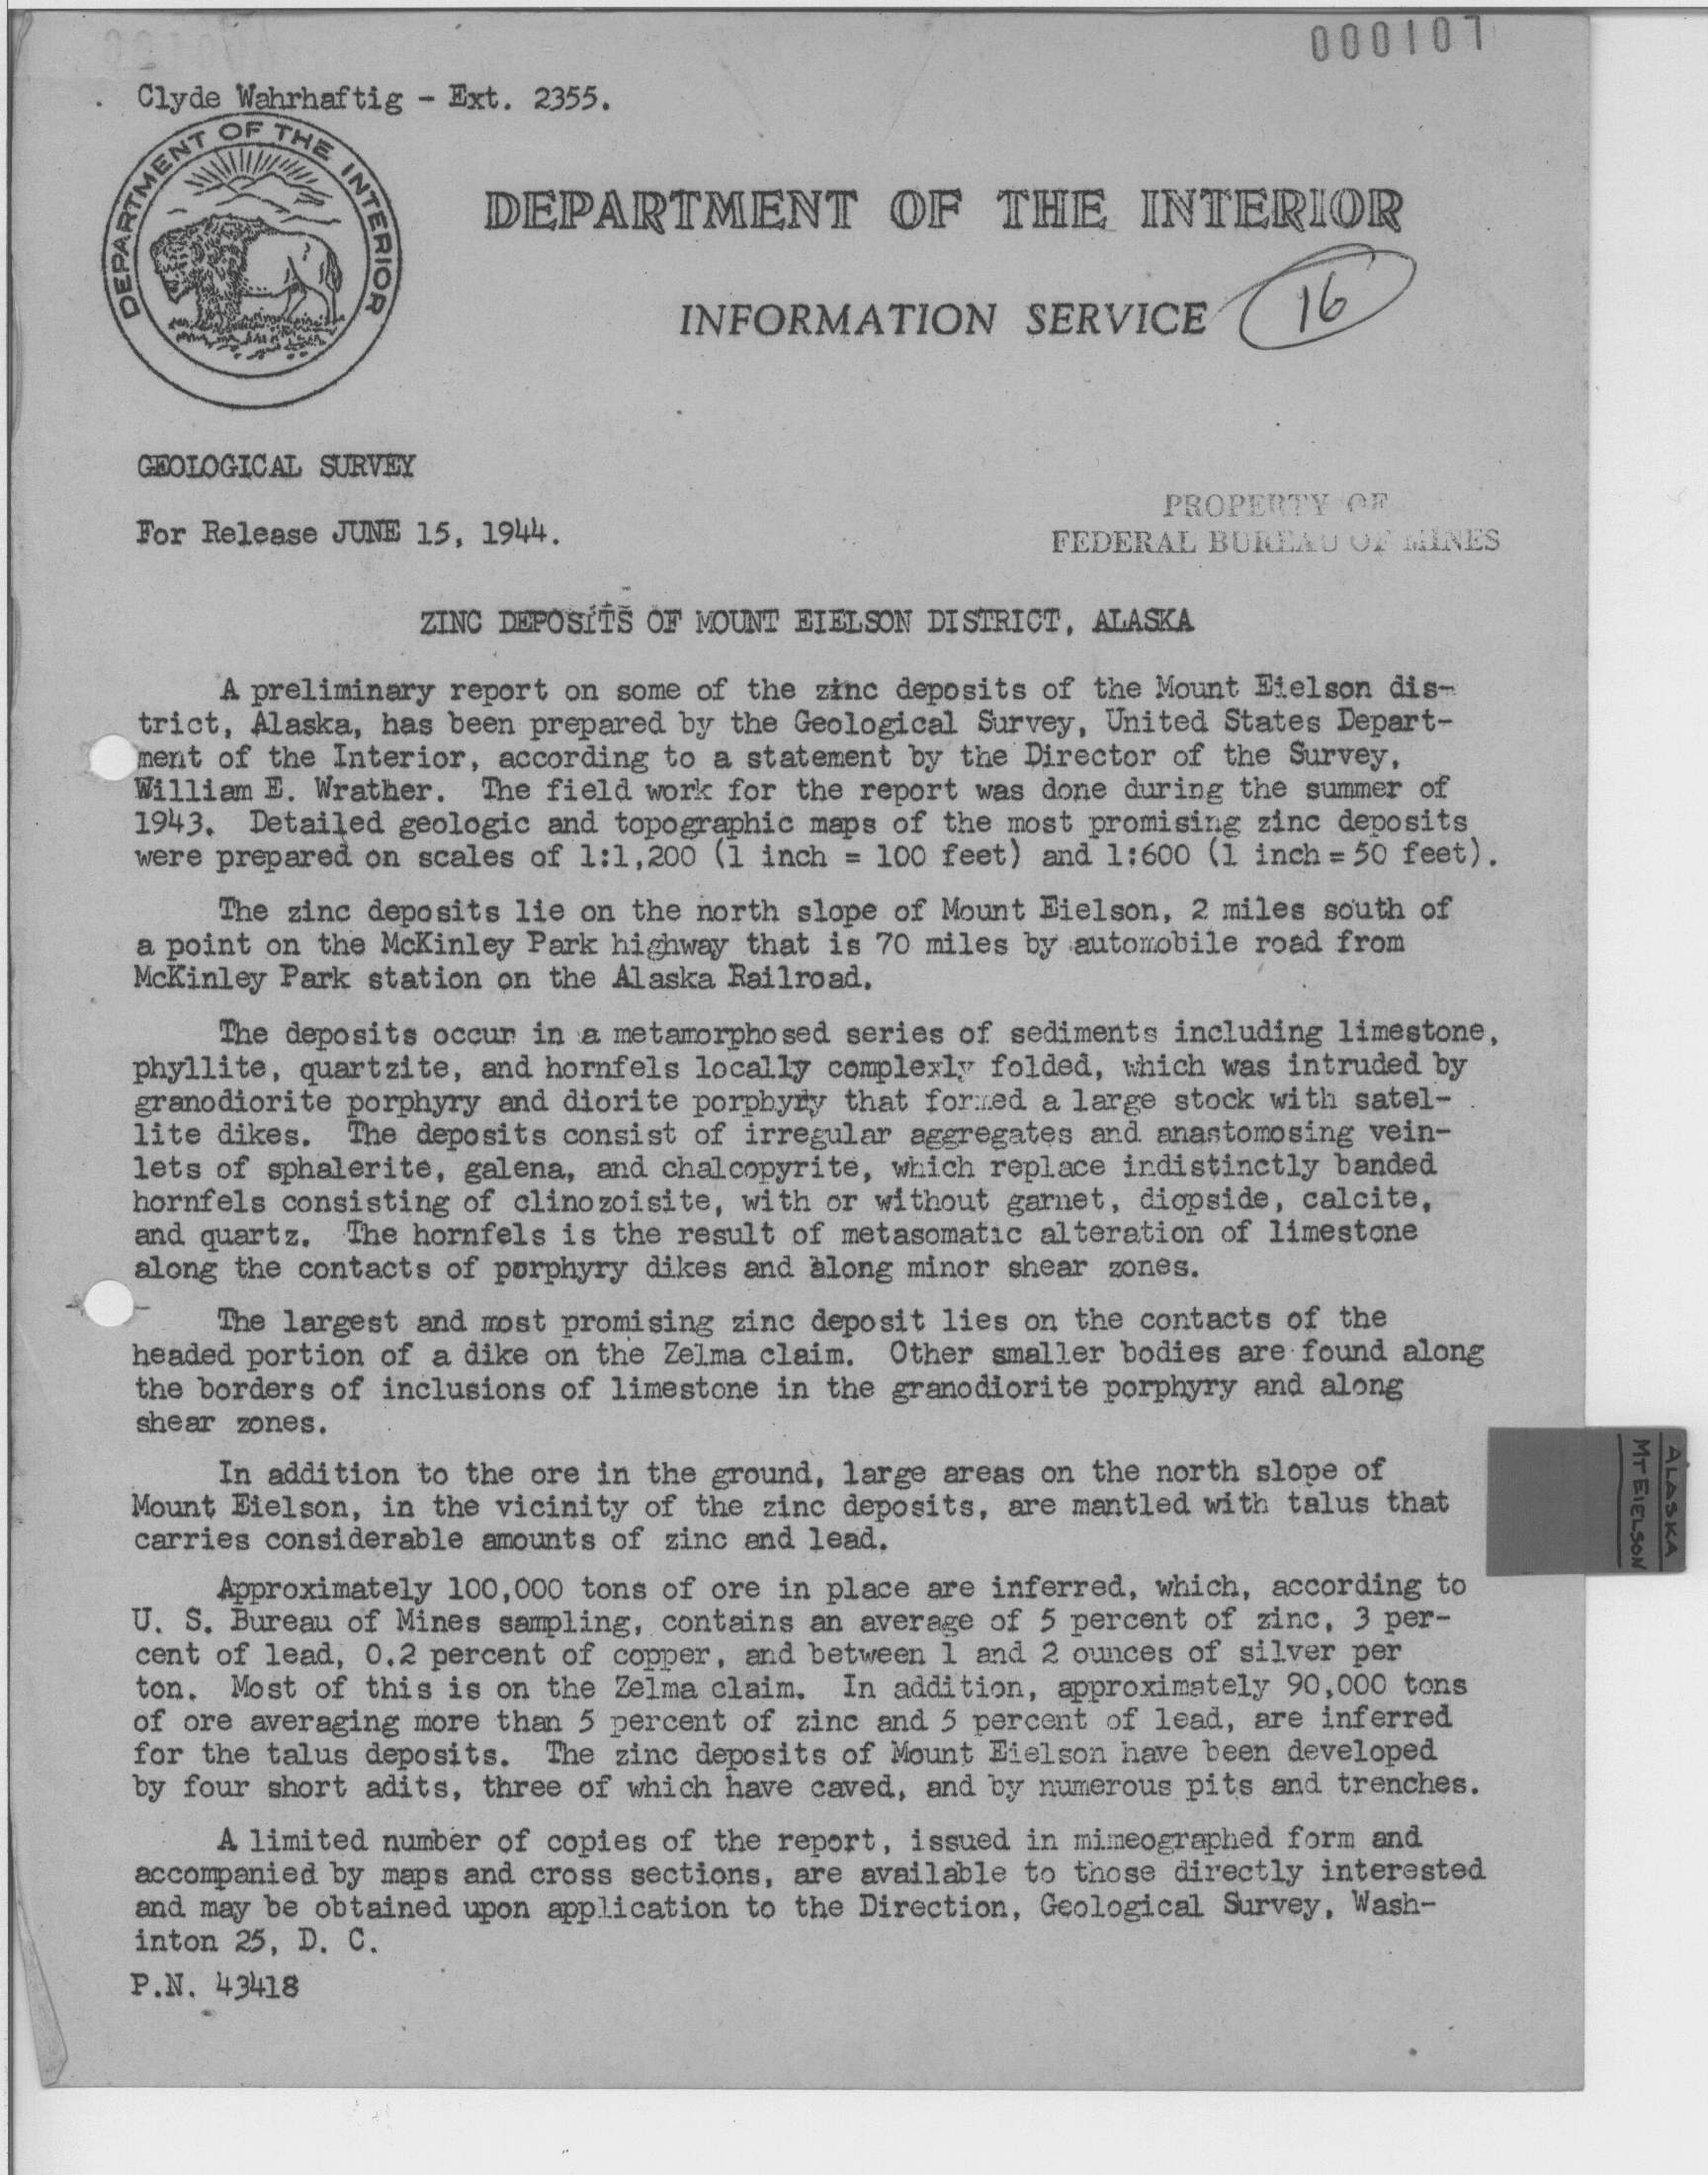 000107
Clyde Wahrhaftig - Ext. 2355.
DEPARTMENT OF THE INTERIOR
DEPARTMENT OF THE INTERIOR
INFORMATION SERVICE
16
GEOLOGICAL SURVEY
For Release JUNE 15, 1944.
PROPERTY OF
FEDERAL BUREAU OF MINES
ZINC DEPOSITS OF MOUNT EIELSON DISTRICT, ALASKA
A preliminary report on some of the zinc deposits of the Mount Eielson dis-
trict, Alaska, has been prepared by the Geological Survey, United States Depart-
ment of the Interior, according to a statement by the Director of the Survey,
William E. Wrather. The field work for the report was done during the summer of
1943. Detailed geologic and topographic maps of the most promising zinc deposits
were prepared on scales of 1:1,200 (1 inch = 100 feet) and 1:600 (1 inch = 50 feet).
The zinc deposits lie on the north slope of Mount Eielson, 2 miles south of
a point on the McKinley Park highway that is 70 miles by automobile road from
McKinley Park station on the Alaska Railroad.
The deposits occur in a metamorphosed series of sediments including limestone,
phyllite, quartzite, and hornfels locally complexly folded, which was intruded by
granodiorite porphyry and diorite porphyry that formed a large stock with satel-
lite dikes. The deposits consist of irregular aggregates and anastomosing vein-
lets of sphalerite, galena, and chalcopyrite, which replace indistinctly banded
hornfels consisting of clinozoisite, with or without garnet, diopside, calcite,
and quartz. The hornfels is the result of metasomatic alteration of limestone
along the contacts of porphyry dikes and along minor shear zones.
The largest and most promising zinc deposit lies on the contacts of the
headed portion of a dike on the Zelma claim. Other smaller bodies are found along
the borders of inclusions of limestone in the granodiorite porphyry and along
shear zones.
In addition to the ore in the ground, large areas on the north slope of
Mount Eielson, in the vicinity of the zinc deposits, are mantled with talus that
carries considerable amounts of zinc and lead.
ALASKA
MT EIELSON
Approximately 100,000 tons of ore in place are inferred, which, according to
U. S. Bureau of Mines sampling, contains an average of 5 percent of zinc, 3 per-
cent of lead, 0.2 percent of copper, and between 1 and 2 ounces of silver per
ton. Most of this is on the Zelma claim. In addition, approximately 90,000 tons
of ore averaging more than 5 percent of zinc and 5 percent of lead, are inferred
for the talus deposits. The zinc deposits of Mount Eielson have been developed
by four short adits, three of which have caved, and by numerous pits and trenches.
A limited number of copies of the report, issued in mimeographed form and
accompanied by maps and cross sections, are available to those directly interested
and may be obtained upon application to the Direction, Geological Survey, Wash-
inton 25, D. C.
P.N. 43418